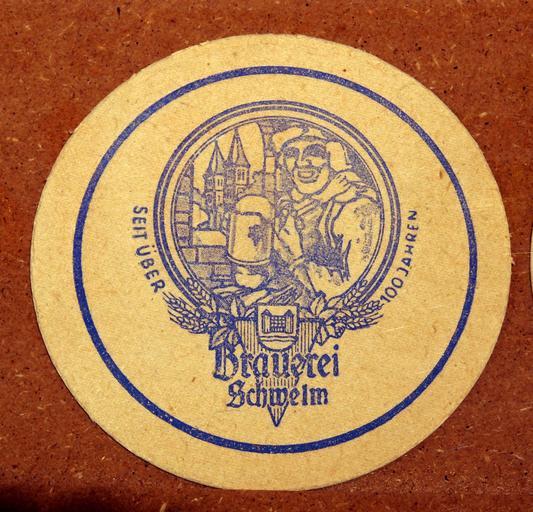 SEIT ÜBER
100 JAHREN
Brauerei
Schwelm